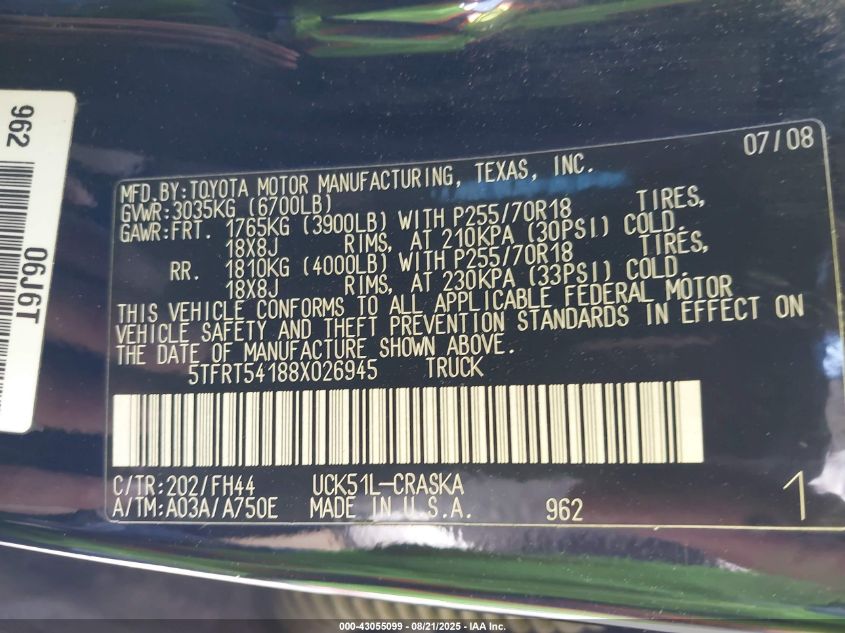 962
06J6T
07/08
MFD.BY:TOYOTA MOTOR MANUFACTURING, TEXAS, INC.
GVWR:3035KG (6700LB)
GAWR:FRT. 1765KG (3900LB) WITH P255/70R18 TIRES,
18X8J RIMS, AT 210KPA (30PSI) COLD.
RR. 1810KG (4000LB) WITH P255/70R18 TIRES,
18X8J RIMS, AT 230KPA (33PSI) COLD.
THIS VEHICLE CONFORMS TO ALL APPLICABLE FEDERAL MOTOR
VEHICLE SAFETY AND THEFT PREVENTION STANDARDS IN EFFECT ON
THE DATE OF MANUFACTURE SHOWN ABOVE.
5TFRT54188X026945 TRUCK
C/TR:202/FH44 UCK51L-CRASKA
A/TM:A03A/A750E MADE IN U.S.A. 962 1
000-43055099 - 08/21/2025 - IAA Inc.